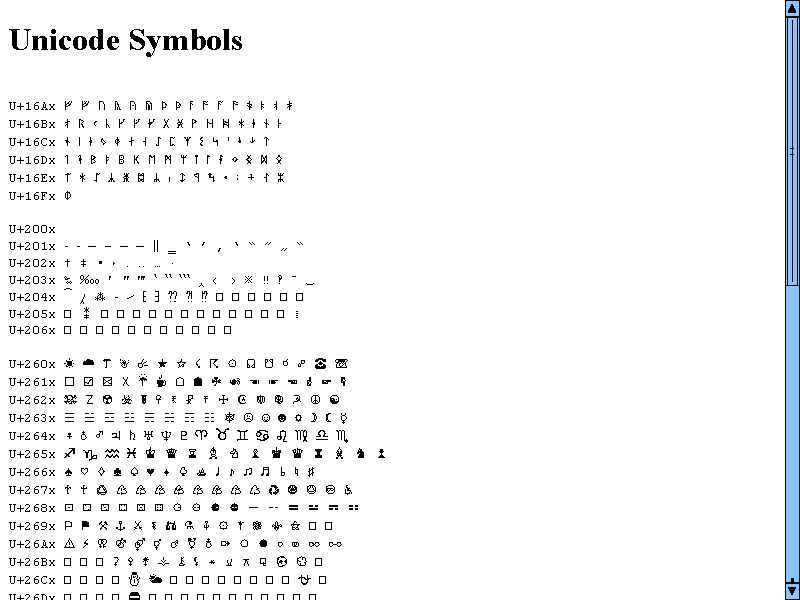 Unicode Symbols
U+16Ax ᚠ ᚡ ᚢ ᚣ ᚤ ᚥ ᚦ ᚧ ᚨ ᚩ ᚪ ᚫ ᚬ ᚭ ᚮ ᚯ
U+16Bx ᚰ ᚱ ᚲ ᚳ ᚴ ᚵ ᚶ ᚷ ᚸ ᚹ ᚺ ᚻ ᚼ ᚽ ᚾ ᚿ
U+16Cx ᛀ ᛁ ᛂ ᛃ ᛄ ᛅ ᛆ ᛇ ᛈ ᛉ ᛊ ᛋ ᛌ ᛍ ᛎ ᛏ
U+16Dx ᛐ ᛑ ᛒ ᛓ ᛔ ᛕ ᛖ ᛗ ᛘ ᛙ ᛚ ᛛ ᛜ ᛝ ᛞ ᛟ
U+16Ex ᛠ ᛡ ᛢ ᛣ ᛤ ᛥ ᛦ ᛧ ᛨ ᛩ ᛪ ᛫ ᛬ ᛭ ᛮ ᛯ
U+16Fx ᛰ
U+200x
U+201x ‐ ‑ ‒ – — ― ‖ ‗ ‘ ’ ‚ ‛ “ ” „ ‟
U+202x † ‡ • ‣ ․ ‥ … ‧
U+203x ‰ ‱ ′ ″ ‴ ‵ ‶ ‷ ‸ ‹ › ※ ‼ ‽ ‾ ‿
U+204x ⁀ ⁁ ⁂ ⁃ ⁄ ⁅ ⁆ ⁇ ⁈ ⁉ □ □ □ □ □ □
U+205x □ ⁑ □ □ □ □ □ □ □ □ □ □ □ □ ⁞
U+206x □ □ □ □ □ □ □ □ □ □
U+260x ☀ ☁ ☂ ☃ ☄ ★ ☆ ☇ ☈ ☉ ☊ ☋ ☌ ☍ ☎ ☏
U+261x ☐ ☑ ☒ ☓ ☔ ☕ ☖ ☗ ☘ ☙ ☚ ☛ ☜ ☝ ☞ ☟
U+262x ☠ ☡ ☢ ☣ ☤ ☥ ☦ ☧ ☨ ☩ ☪ ☫ ☬ ☭ ☮ ☯
U+263x ☰ ☱ ☲ ☳ ☴ ☵ ☶ ☷ ☸ ☹ ☺ ☻ ☼ ☽ ☾ ☿
U+264x ♀ ♁ ♂ ♃ ♄ ♅ ♆ ♇ ♈ ♉ ♊ ♋ ♌ ♍ ♎ ♏
U+265x ♐ ♑ ♒ ♓ ♔ ♕ ♖ ♗ ♘ ♙ ♚ ♛ ♜ ♝ ♞ ♟
U+266x ♠ ♡ ♢ ♣ ♤ ♥ ♦ ♧ ♨ ♩ ♪ ♫ ♬ ♭ ♮ ♯
U+267x ♰ ♱ ♲ ♳ ♴ ♵ ♶ ♷ ♸ ♹ ♺ ♻ ♼ ♽ ♾ ♿
U+268x ⚀ ⚁ ⚂ ⚃ ⚄ ⚅ ⚆ ⚇ ⚈ ⚉ ⚊ ⚋ ⚌ ⚍ ⚎ ⚏
U+269x ⚐ ⚑ ⚒ ⚓ ⚔ ⚕ ⚖ ⚗ ⚘ ⚙ ⚚ ⚛ ⚜ ⚝ □ □
U+26Ax ⚠ ⚡ ⚢ ⚣ ⚤ ⚥ ⚦ ⚧ ⚨ ⚩ ⚪ ⚫ ⚬ ⚭ ⚮ ⚯
U+26Bx □ □ □ ⚳ ⚴ ⚵ ⚶ ⚷ ⚸ ⚹ ⚺ ⚻ ⚼ ⚽ ⚾ □
U+26Cx □ □ □ □ ⛄ ⛅ □ □ □ □ □ □ □ □ ⛎ □
U+26Dx □ □ □ □ ⛔ □ □ □ □ □ □ □ □ □ □ □